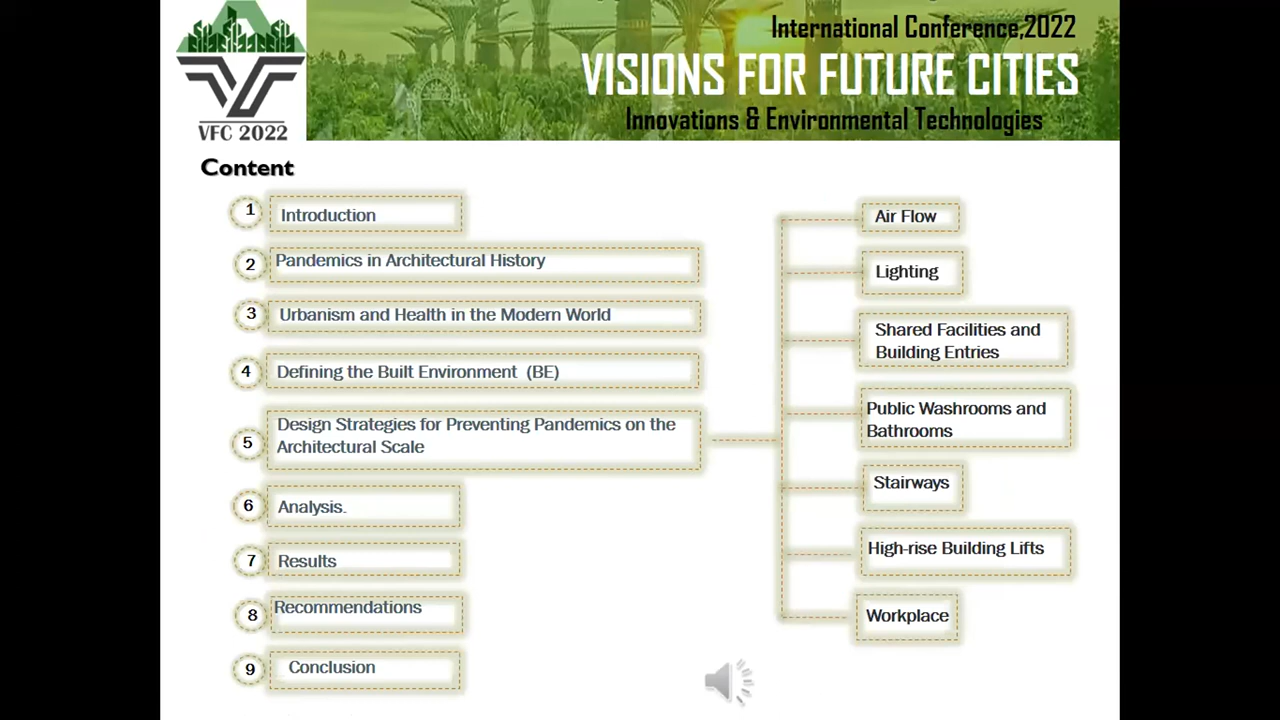 International Conference,2022
VISIONS FOR FUTURE CITIES
Innovations & Environmental Technologies
VFC 2022
Content
1 Introduction
2 Pandemics in Architectural History
3 Urbanism and Health in the Modern World
4 Defining the Built Environment (BE)
5 Design Strategies for Preventing Pandemics on the
Architectural Scale
6 Analysis.
7 Results
8 Recommendations
9 Conclusion
Air Flow
Lighting
Shared Facilities and
Building Entries
Public Washrooms and
Bathrooms
Stairways
High-rise Building Lifts
Workplace